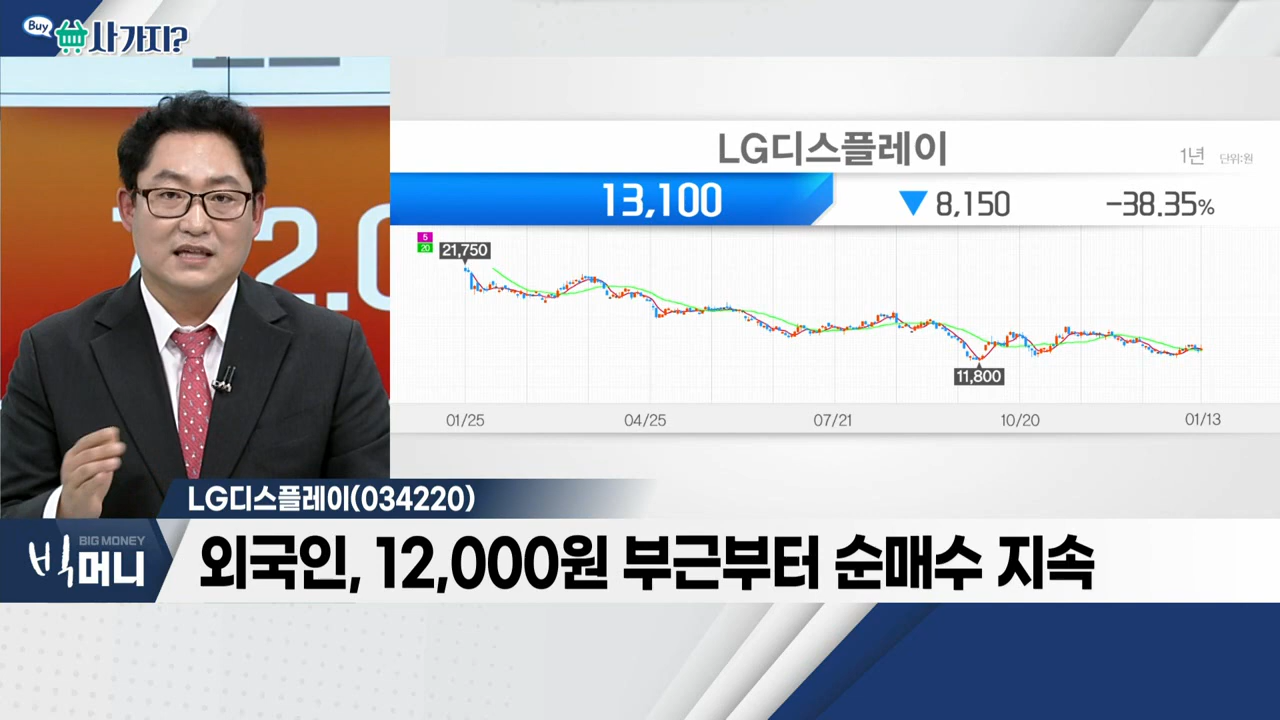 Buy
사가지?
2.0
LG디스플레이
1년
단위:원
13,100
▼8,150
-38.35%
5
20
21,750
11,800
01/25
04/25
07/21
10/20
01/13
LG디스플레이(034220)
BIG MONEY
빅머니
외국인, 12,000원 부근부터 순매수 지속